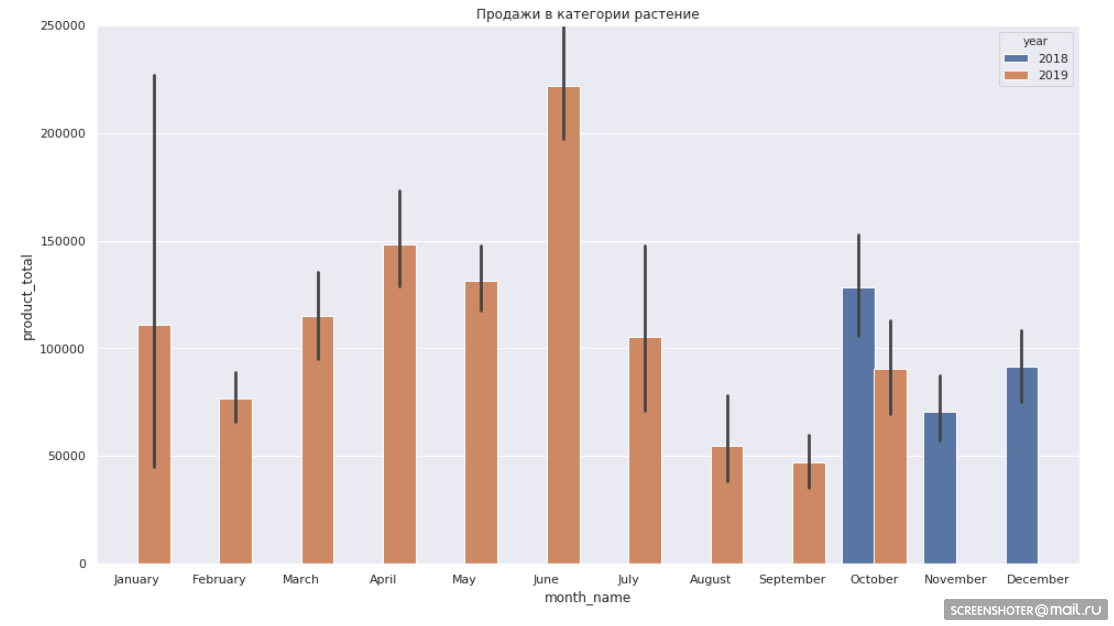 Продажи в категории растение
250000
200000
150000
100000
50000
0
product_total
year
2018
2019
January February March April May June July August September October November December
month_name
SCREENSHOTER@mail.ru